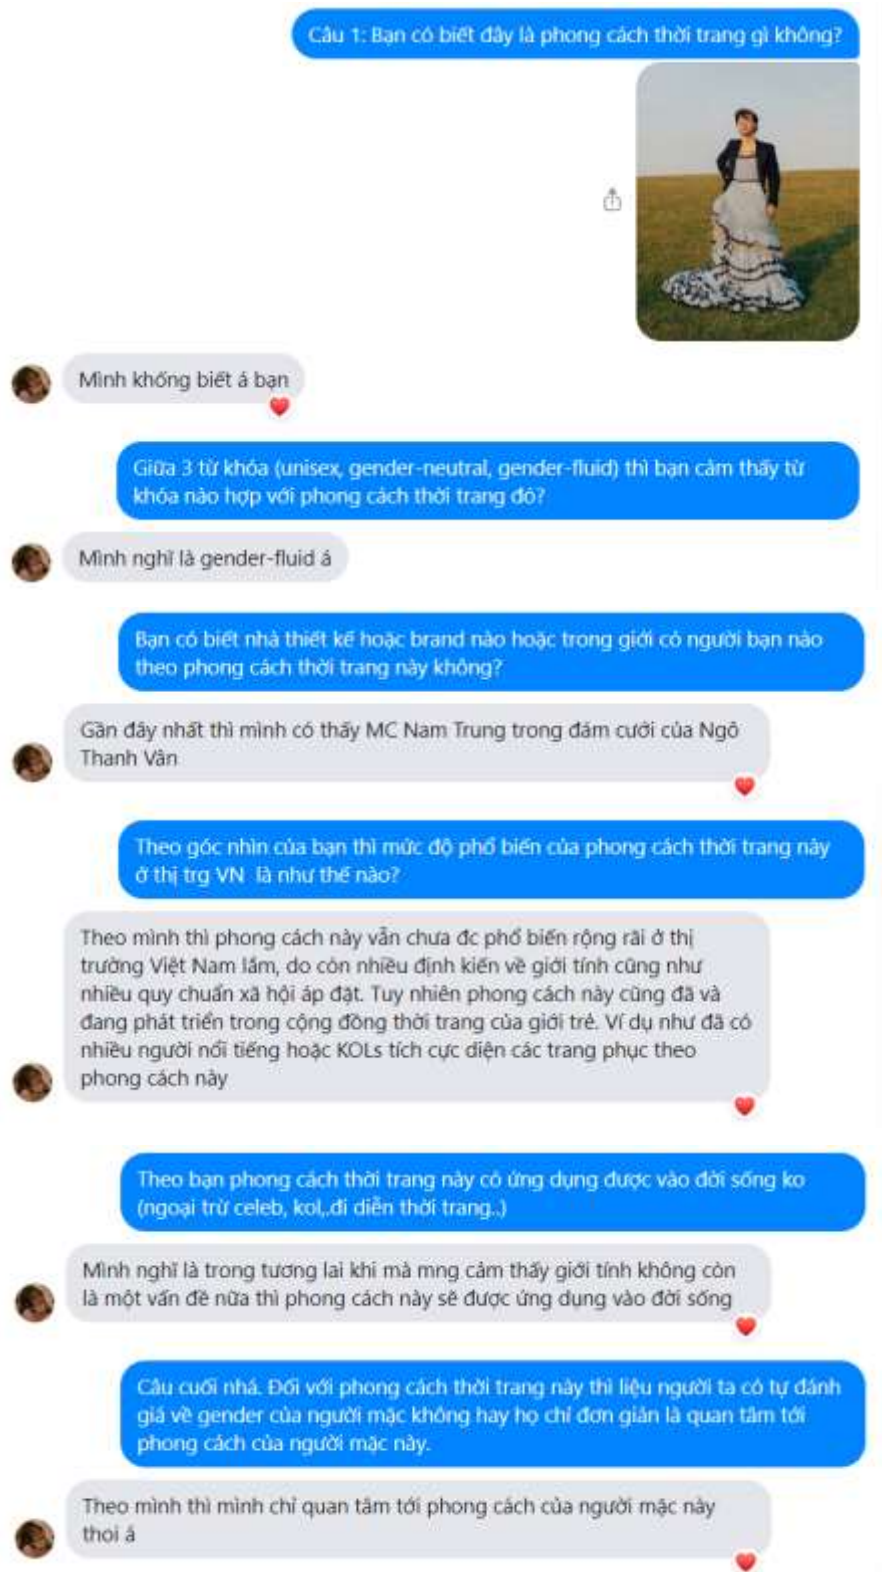 Câu 1: Bạn có biết đây là phong cách thời trang gì không?
Mình khống biết á bạn
Giữa 3 từ khóa (unisex, gender-neutral, gender-fluid) thì bạn cảm thấy từ
khóa nào hợp với phong cách thời trang đó?
Mình nghĩ là gender-fluid á
Bạn có biết nhà thiết kế hoặc brand nào hoặc trong giới có người bạn nào
theo phong cách thời trang này không?
Gần đây nhất thì mình có thấy MC Nam Trung trong đám cưới của Ngô
Thanh Vân
Theo góc nhìn của bạn thì mức độ phổ biến của phong cách thời trang này
ở thị trg VN là như thế nào?
Theo mình thì phong cách này vẫn chưa đc phổ biến rộng rãi ở thị
trường Việt Nam lắm, do còn nhiều định kiến về giới tính cũng như
nhiều quy chuẩn xã hội áp đặt. Tuy nhiên phong cách này cũng đã và
đang phát triển trong cộng đồng thời trang của giới trẻ. Ví dụ như đã có
nhiều người nổi tiếng hoặc KOLs tích cực diện các trang phục theo
phong cách này
Theo bạn phong cách thời trang này có ứng dụng được vào đời sống ko
(ngoại trừ celeb, kol,.đi diễn thời trang..)
Mình nghĩ là trong tương lai khi mà mng cảm thấy giới tính không còn
là một vấn đề nữa thì phong cách này sẽ được ứng dụng vào đời sống
Câu cuối nhá. Đối với phong cách thời trang này thì liệu người ta có tự đánh
giá về gender của người mặc không hay họ chỉ đơn giản là quan tâm tới
phong cách của người mặc này.
Theo mình thì mình chỉ quan tâm tới phong cách của người mặc này
thoi á